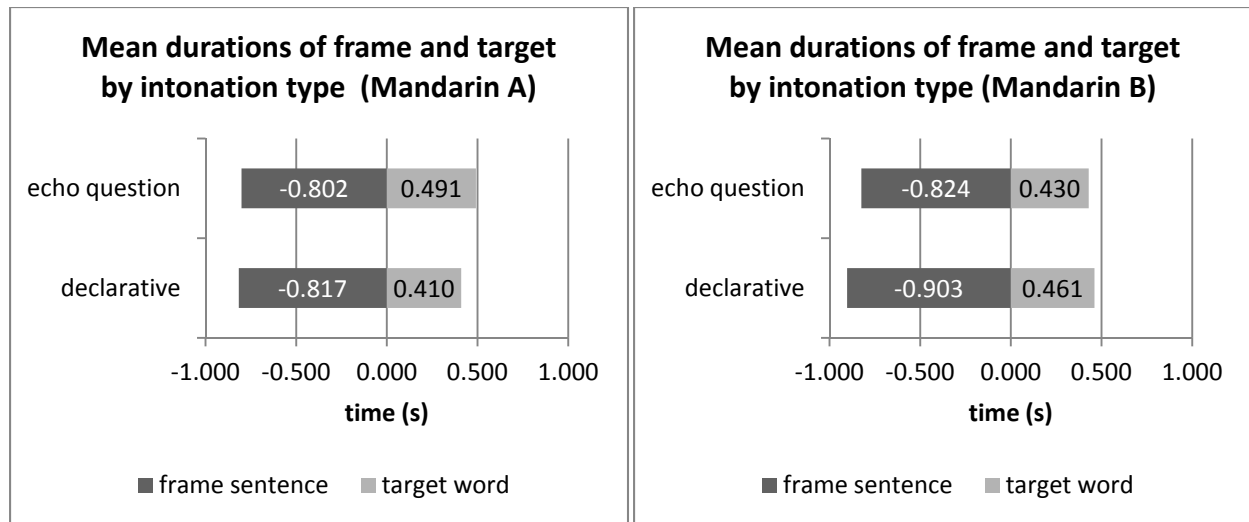 Mean durations of frame and target
by intonation type  (Mandarin A)
echo question
-0.802
0.491
declarative
-0.817
0.410
-1.000 -0.500 0.000 0.500 1.000
time (s)
frame sentence target word
Mean durations of frame and target
by intonation type (Mandarin B)
echo question
-0.824
0.430
declarative
-0.903
0.461
-1.000 -0.500 0.000 0.500 1.000
time (s)
frame sentence target word